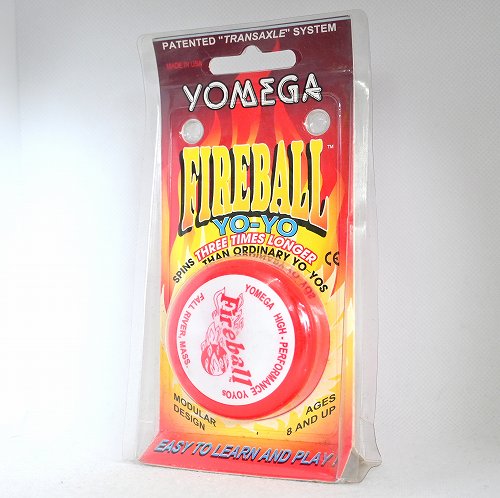 PATENTED "TRANSAXLE" SYSTEM
MADE IN USA
YOMEGA
FIREBALL™
YO-YO
SPINS THREE TIMES LONGER
THAN ORDINARY YO-YOS
CE
YOMEGA HIGH-PERFORMANCE YOYOs
Fireball
FALL RIVER, MASS.
MODULAR
DESIGN
AGES
8 AND UP
EASY TO LEARN AND PLAY!